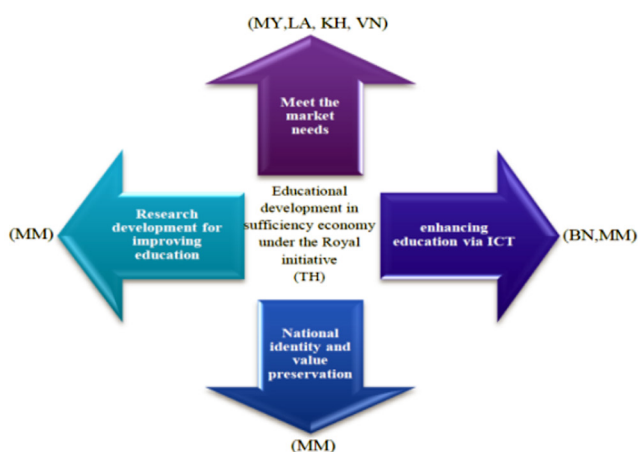 (MY,LA, KH, VN)
Meet the
market
needs
(MM)
Research
development for
improving
education
Educational
development in
sufficiency economy
under the Royal
initiative
(TH)
enhancing
education via ICT
(BN,MM)
National
identity and
value
preservation
(MM)